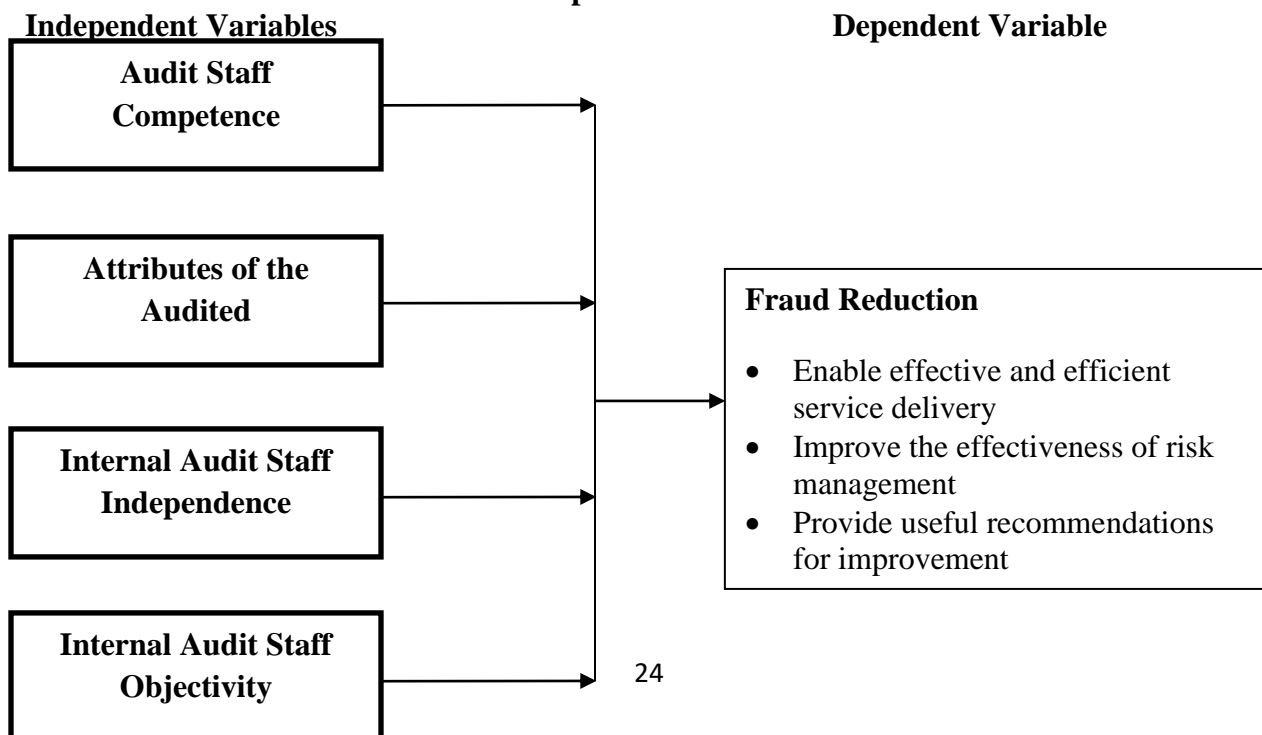 Independent Variables
Dependent Variable
Audit Staff
Competence
Attributes of the
Audited
Internal Audit Staff
Independence
Internal Audit Staff
Objectivity
Fraud Reduction
• Enable effective and efficient
service delivery
• Improve the effectiveness of risk
management
• Provide useful recommendations
for improvement
24